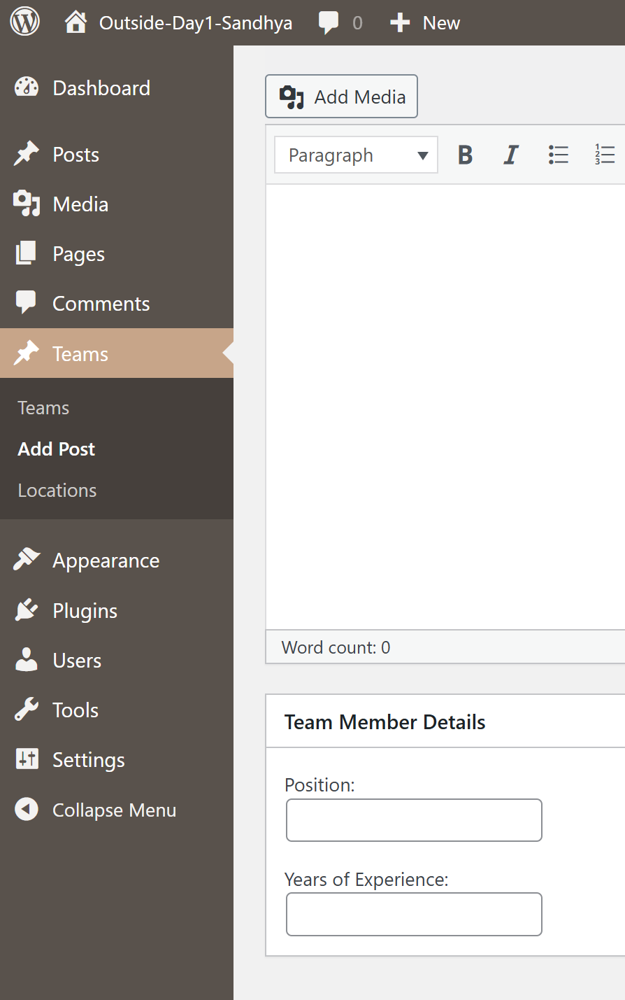 Outside-Day1-Sandhya 0 New
Dashboard
Posts
Media
Pages
Comments
Teams
Teams
Add Post
Locations
Appearance
Plugins
Users
Tools
Settings
Collapse Menu
Add Media
Paragraph B I
Word count: 0
Team Member Details
Position:
Years of Experience: